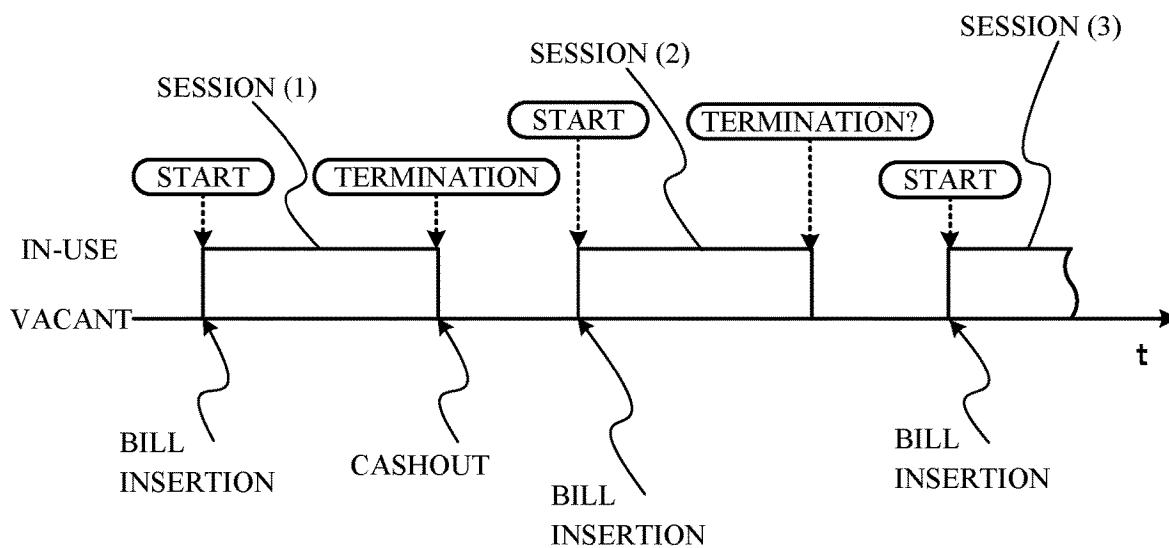 SESSION (3)
SESSION (2)
SESSION (1)
START
TERMINATION?
START
TERMINATION
START
IN-USE
VACANT
t
BILL
INSERTION
CASHOUT
BILL
INSERTION
BILL
INSERTION